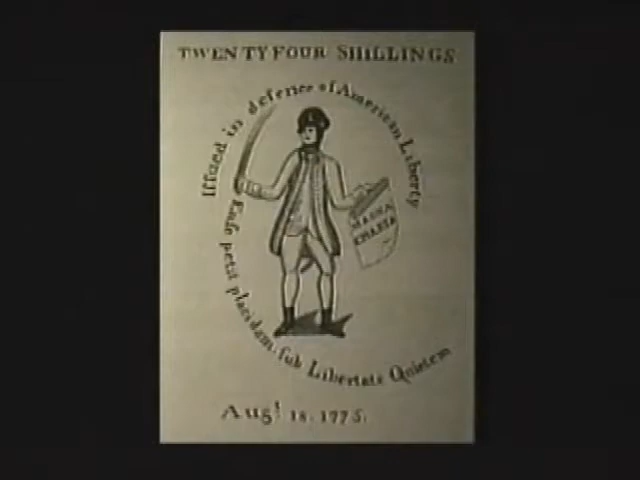 TWENTY FOUR SHILLINGS
Iſſued in defence of American Liberty
MAGNA
CHARTA
Enſe petit placidam, ſub Libertate Quietem
Augſt 18. 1775.